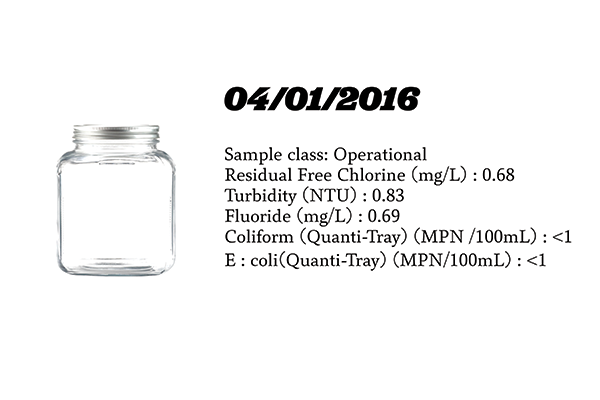 04/01/2016
Sample class: Operational
Residual Free Chlorine (mg/L) : 0.68
Turbidity (NTU) : 0.83
Fluoride (mg/L) : 0.69
Coliform (Quanti-Tray) (MPN /100mL) : <1
E : coli(Quanti-Tray) (MPN/100mL) : <1